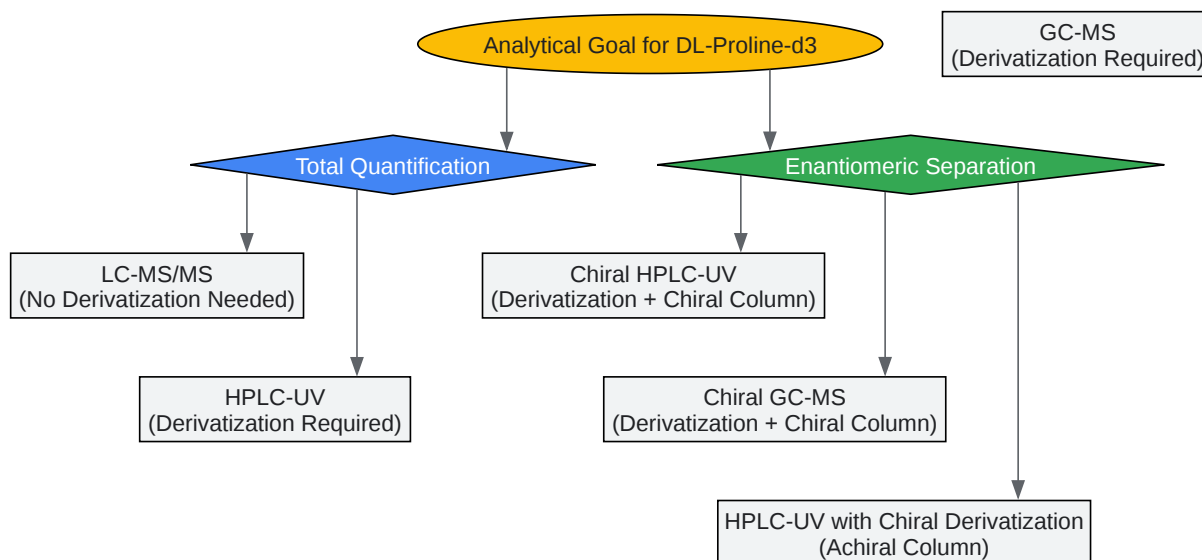 Analytical Goal for DL-Proline-d3
GC-MS
(Derivatization Required)
Total Quantification
Enantiomeric Separation
LC-MS/MS
(No Derivatization Needed)
Chiral HPLC-UV
(Derivatization + Chiral Column)
HPLC-UV
(Derivatization Required)
Chiral GC-MS
(Derivatization + Chiral Column)
HPLC-UV with Chiral Derivatization
(Achiral Column)